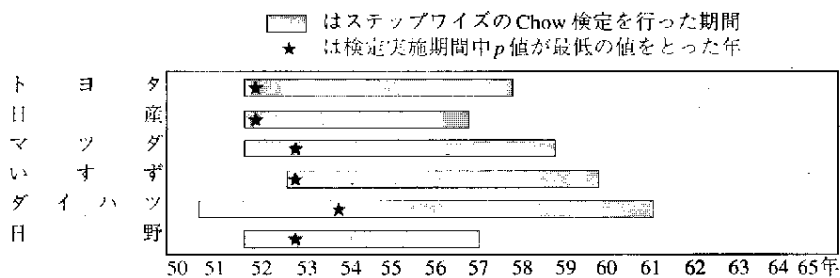 はステップワイズのChow検定を行った期間
★ は検定実施期間中p値が最低の値をとった年
トヨタ
日産
マツダ
いすず
ダイハツ
日野
50 51 52 53 54 55 56 57 58 59 60 61 62 63 64 65年